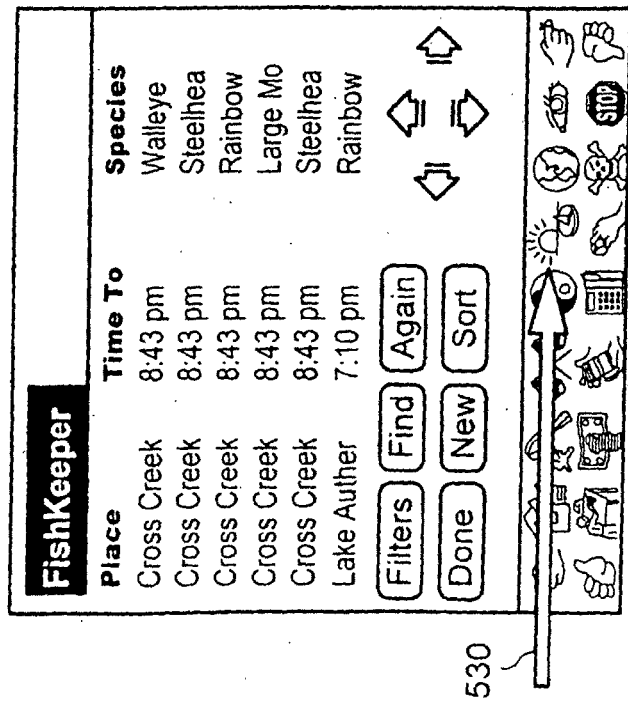 FishKeeper
Place Time To Species
Cross Creek 8:43 pm Walleye
Cross Creek 8:43 pm Steelhea
Cross Creek 8:43 pm Rainbow
Cross Creek 8:43 pm Large Mo
Cross Creek 8:43 pm Steelhea
Lake Auther 7:10 pm Rainbow
Filters Find Again
Done New Sort
STOP
530